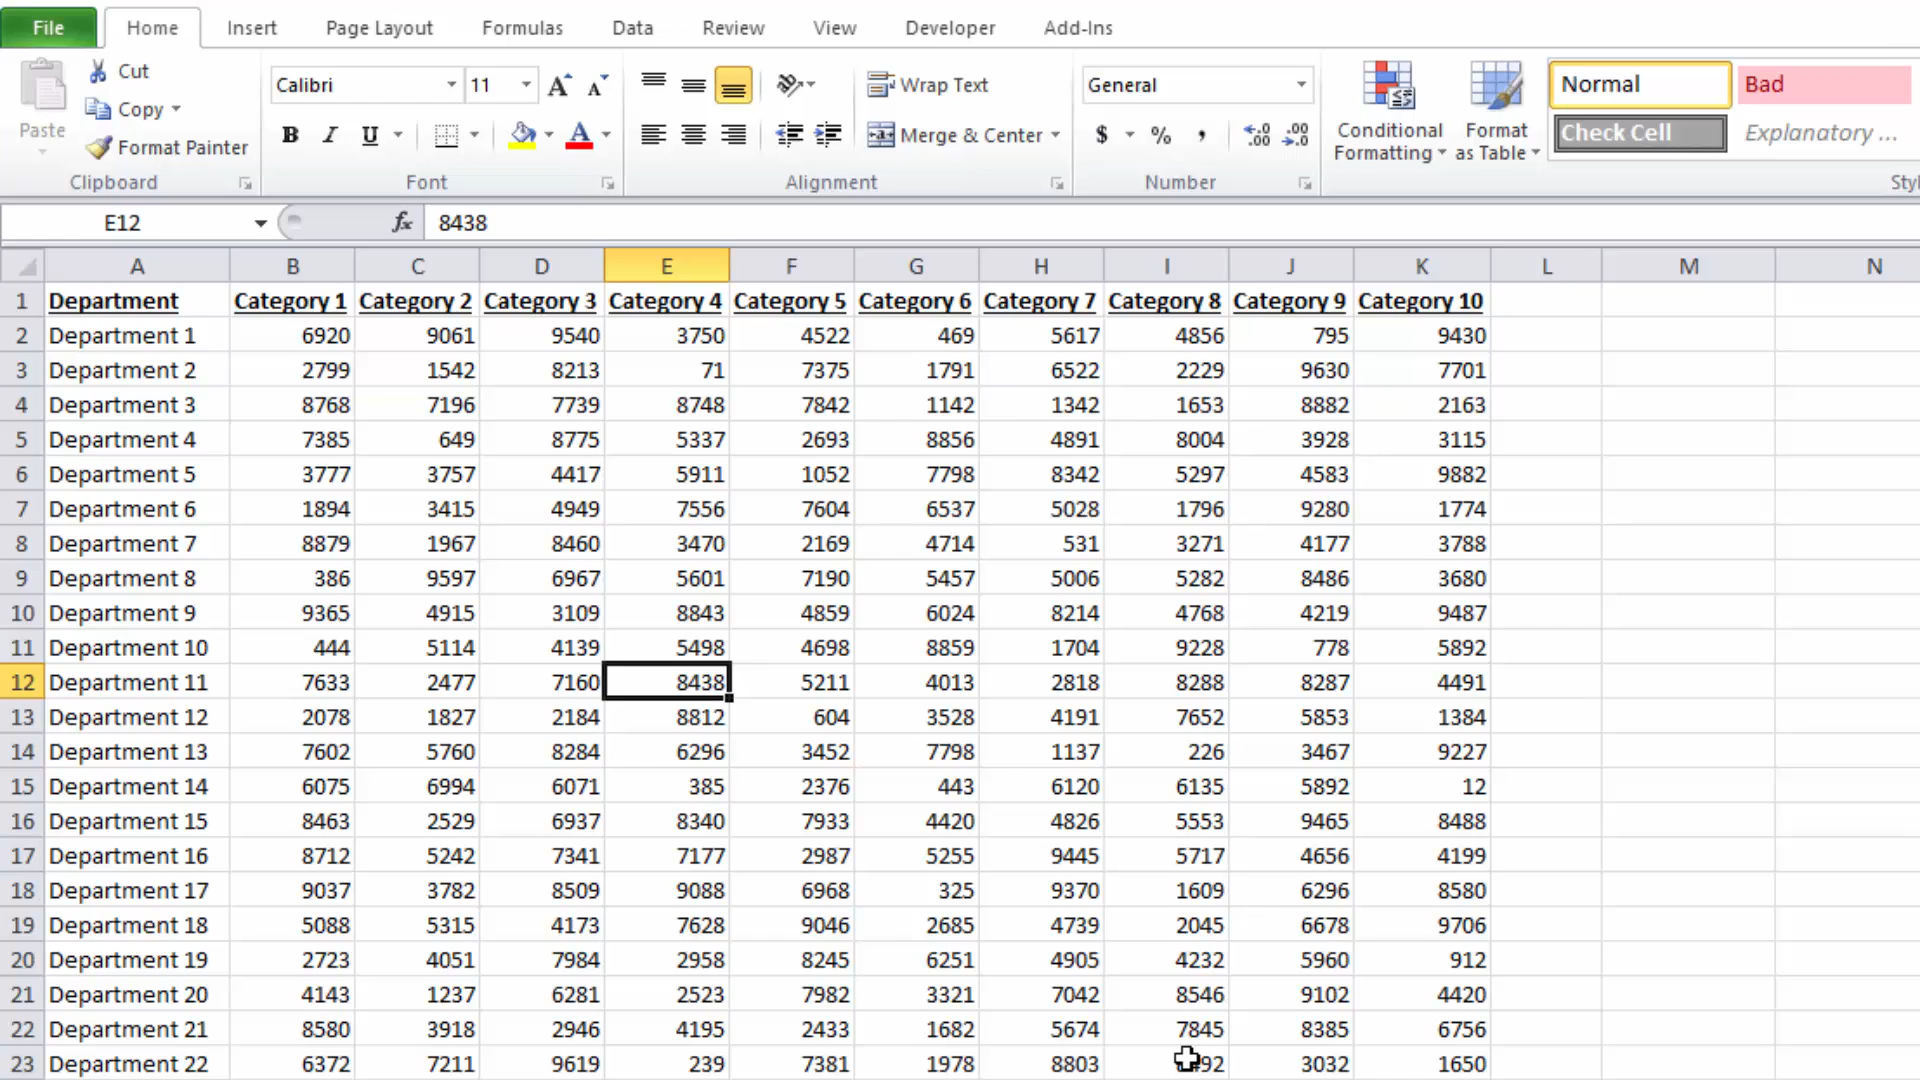 File Home Insert Page Layout Formulas Data Review View Developer Add-Ins
Paste Cut Copy Format Painter Clipboard
Calibri 11 B I U A Font
Wrap Text Merge & Center Alignment
General $ % , Number
Conditional Formatting Format as Table
Normal Bad Check Cell Explanatory ...
E12 fx 8438
A B C D E F G H I J K L M N
1 Department Category 1 Category 2 Category 3 Category 4 Category 5 Category 6 Category 7 Category 8 Category 9 Category 10
2 Department 1 6920 9061 9540 3750 4522 469 5617 4856 795 9430
3 Department 2 2799 1542 8213 71 7375 1791 6522 2229 9630 7701
4 Department 3 8768 7196 7739 8748 7842 1142 1342 1653 8882 2163
5 Department 4 7385 649 8775 5337 2693 8856 4891 8004 3928 3115
6 Department 5 3777 3757 4417 5911 1052 7798 8342 5297 4583 9882
7 Department 6 1894 3415 4949 7556 7604 6537 5028 1796 9280 1774
8 Department 7 8879 1967 8460 3470 2169 4714 531 3271 4177 3788
9 Department 8 386 9597 6967 5601 7190 5457 5006 5282 8486 3680
10 Department 9 9365 4915 3109 8843 4859 6024 8214 4768 4219 9487
11 Department 10 444 5114 4139 5498 4698 8859 1704 9228 778 5892
12 Department 11 7633 2477 7160 8438 5211 4013 2818 8288 8287 4491
13 Department 12 2078 1827 2184 8812 604 3528 4191 7652 5853 1384
14 Department 13 7602 5760 8284 6296 3452 7798 1137 226 3467 9227
15 Department 14 6075 6994 6071 385 2376 443 6120 6135 5892 12
16 Department 15 8463 2529 6937 8340 7933 4420 4826 5553 9465 8488
17 Department 16 8712 5242 7341 7177 2987 5255 9445 5717 4656 4199
18 Department 17 9037 3782 8509 9088 6968 325 9370 1609 6296 8580
19 Department 18 5088 5315 4173 7628 9046 2685 4739 2045 6678 9706
20 Department 19 2723 4051 7984 2958 8245 6251 4905 4232 5960 912
21 Department 20 4143 1237 6281 2523 7982 3321 7042 8546 9102 4420
22 Department 21 8580 3918 2946 4195 2433 1682 5674 7845 8385 6756
23 Department 22 6372 7211 9619 239 7381 1978 8803 3032 1650